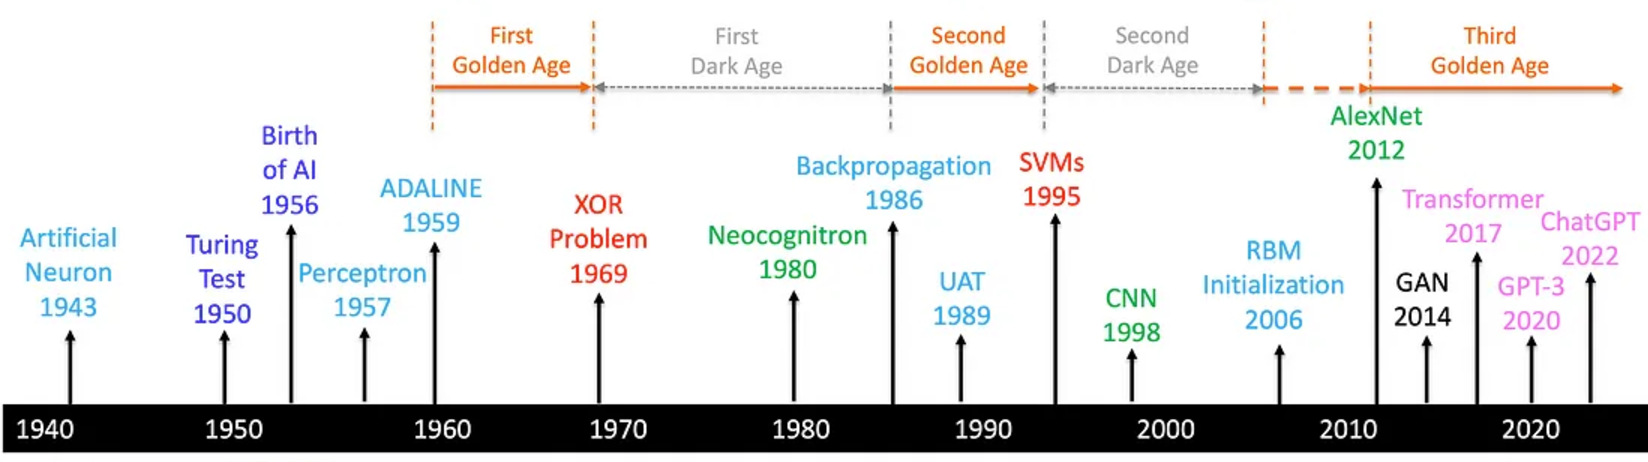 First
Golden Age
First
Dark Age
Second
Golden Age
Second
Dark Age
Third
Golden Age
Artificial
Neuron
1943
Turing
Test
1950
Birth
of AI
1956
Perceptron
1957
ADALINE
1959
XOR
Problem
1969
Neocognitron
1980
Backpropagation
1986
UAT
1989
SVMs
1995
CNN
1998
RBM
Initialization
2006
AlexNet
2012
GAN
2014
Transformer
2017
GPT-3
2020
ChatGPT
2022
1940 1950 1960 1970 1980 1990 2000 2010 2020